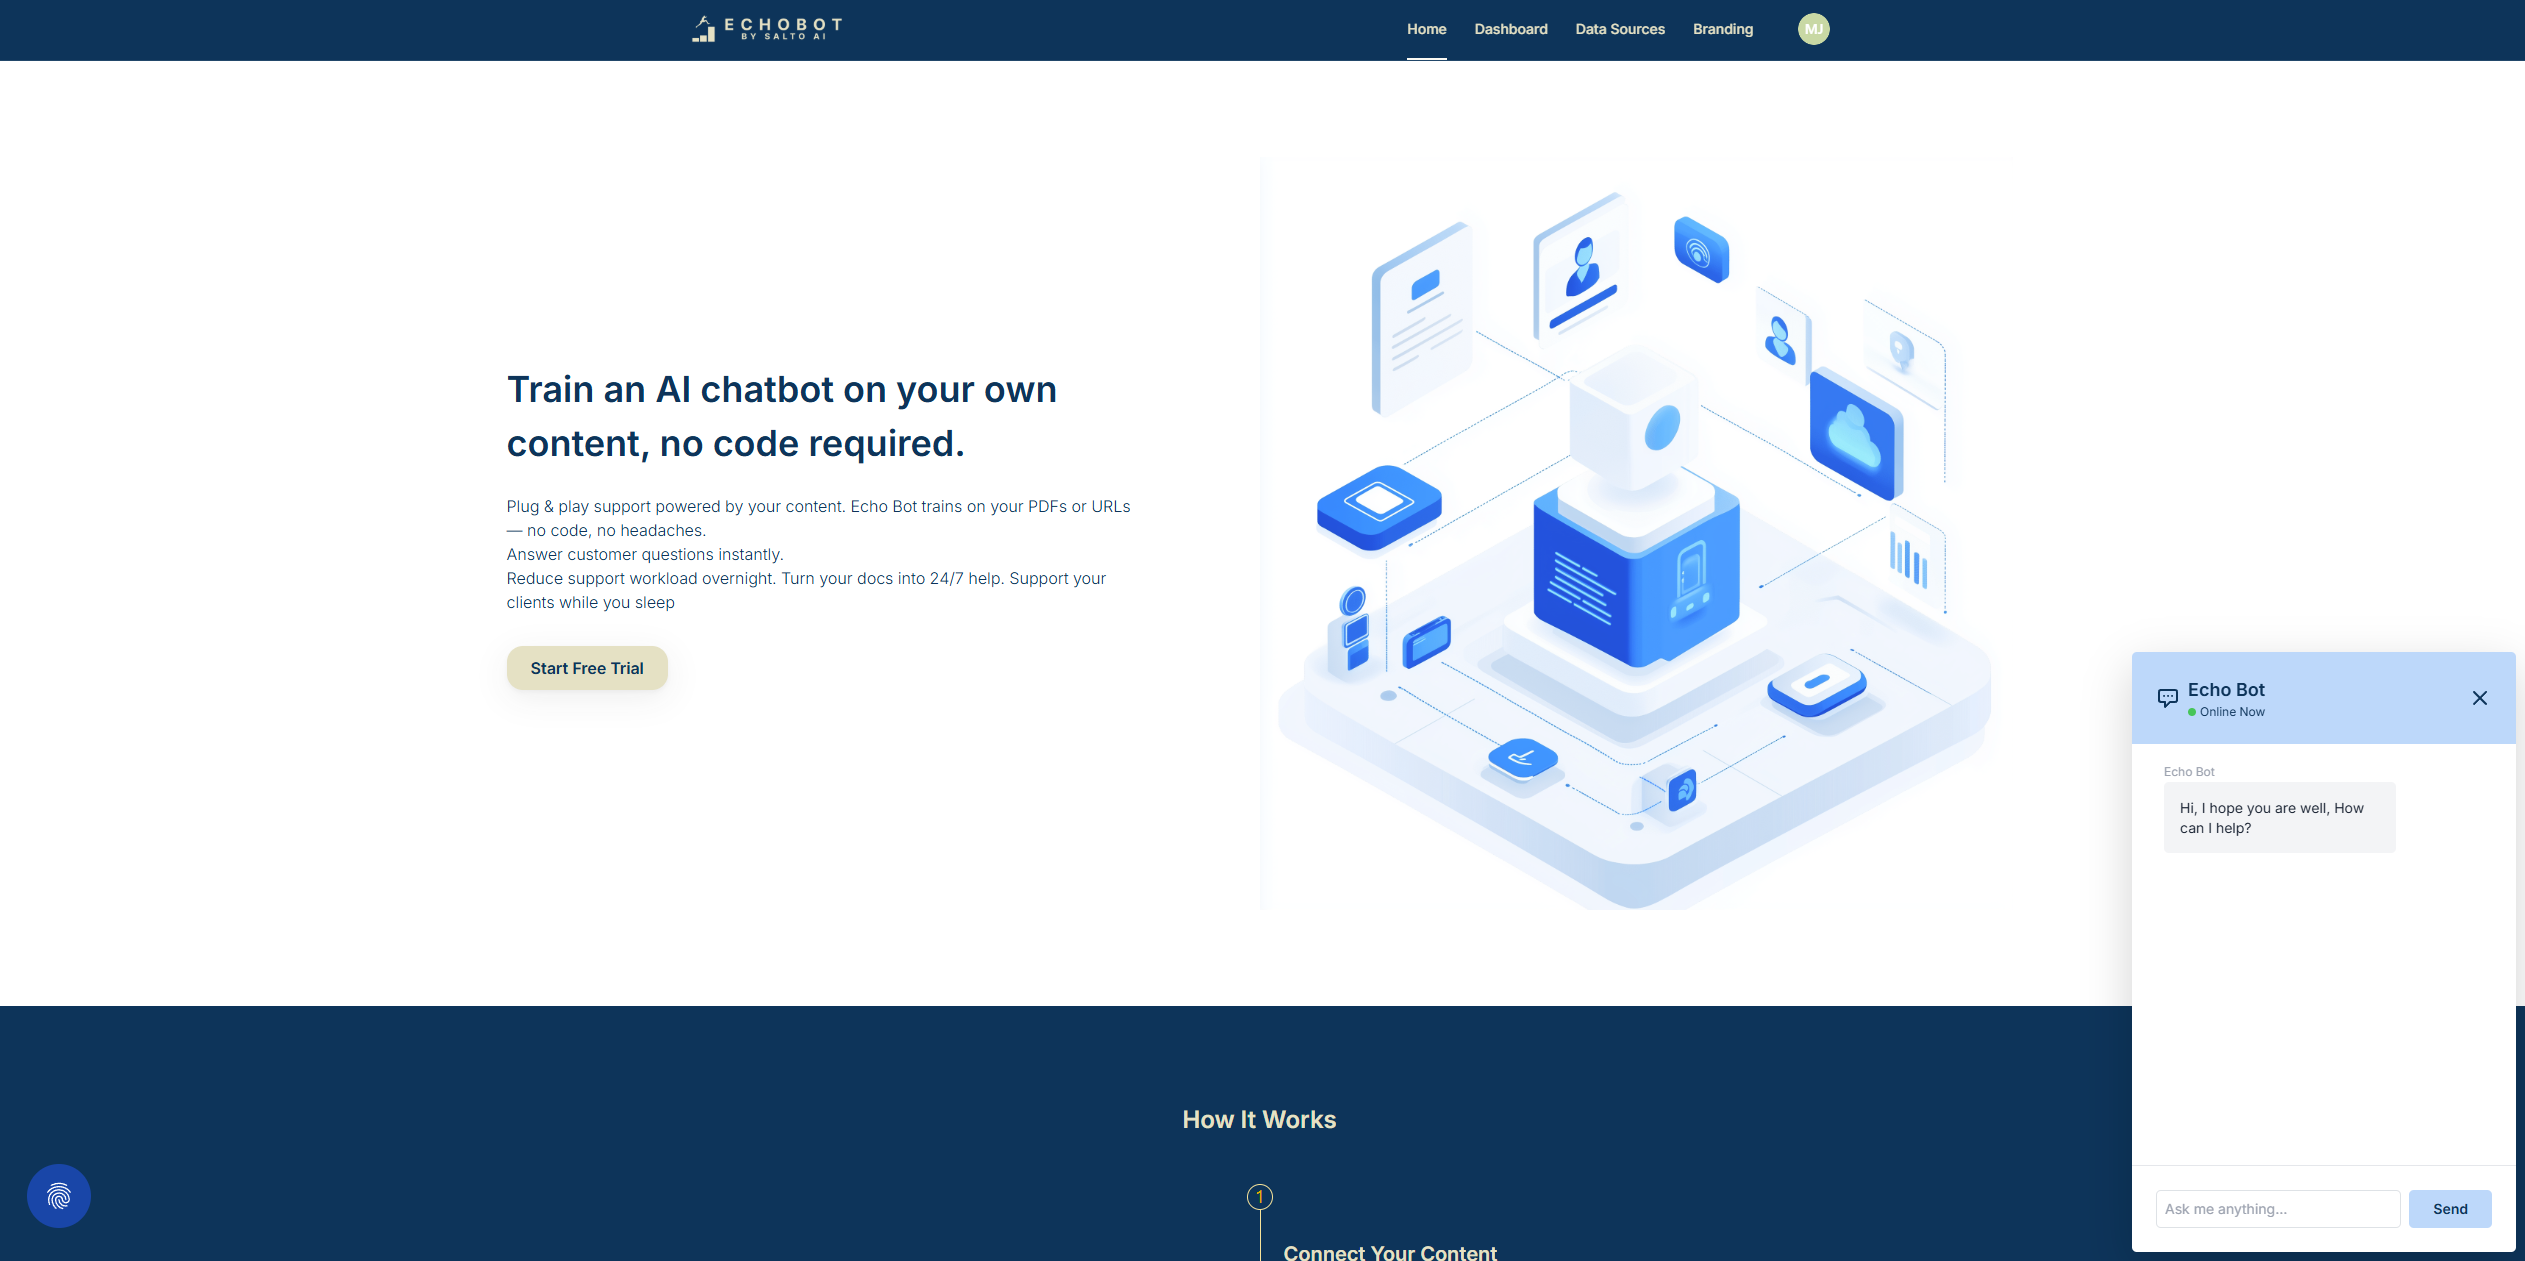 ECHOBOT
BY SALTO AI
Home
Dashboard
Data Sources
Branding
MJ
Train an AI chatbot on your own
content, no code required.
Plug & play support powered by your content. Echo Bot trains on your PDFs or URLs
— no code, no headaches.
Answer customer questions instantly.
Reduce support workload overnight. Turn your docs into 24/7 help. Support your
clients while you sleep
Start Free Trial
Echo Bot
Online Now
Echo Bot
Hi, I hope you are well, How
can I help?
Ask me anything...
Send
How It Works
1
Connect Your Content